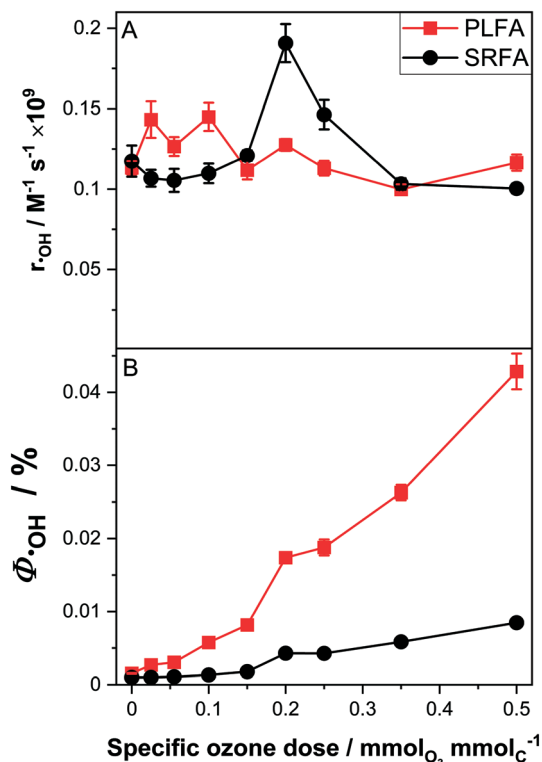 A
PLFA
SRFA
0.2
0.15
0.1
0.05
r•OH / M⁻¹ s⁻¹ ×10⁹
B
0.04
0.03
0.02
0.01
0
Φ•OH / %
0 0.1 0.2 0.3 0.4 0.5
Specific ozone dose / mmolO₃ mmolC⁻¹